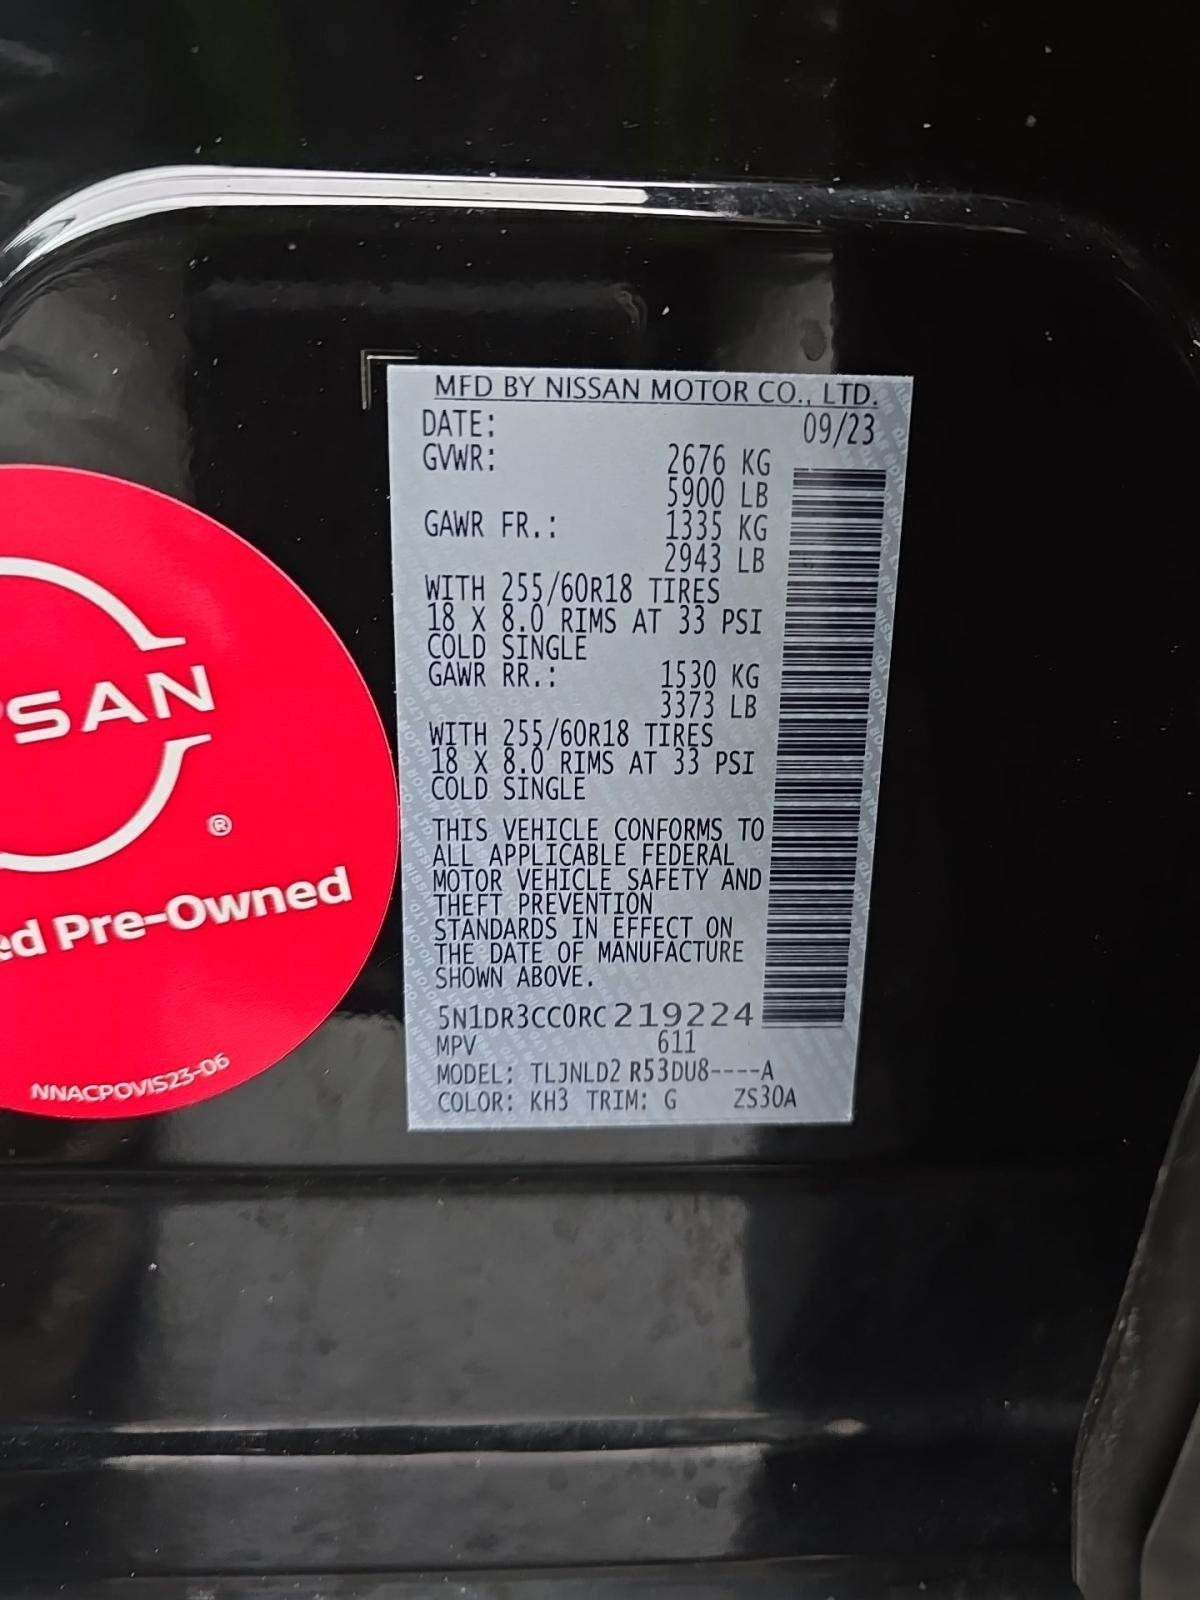 MFD BY NISSAN MOTOR CO., LTD.
DATE: 09/23
GVWR: 2676 KG
5900 LB
GAWR FR.: 1335 KG
2943 LB
WITH 255/60R18 TIRES
18 X 8.0 RIMS AT 33 PSI
COLD SINGLE
GAWR RR.: 1530 KG
3373 LB
WITH 255/60R18 TIRES
18 X 8.0 RIMS AT 33 PSI
COLD SINGLE
THIS VEHICLE CONFORMS TO
ALL APPLICABLE FEDERAL
MOTOR VEHICLE SAFETY AND
THEFT PREVENTION
STANDARDS IN EFFECT ON
THE DATE OF MANUFACTURE
SHOWN ABOVE.
5N1DR3CC0RC219224
MPV 611
MODEL: TLJNLD2 R53DU8----A
COLOR: KH3 TRIM: G ZS30A
SSAN
®
ed Pre-Owned
NNACPOVIS23-06